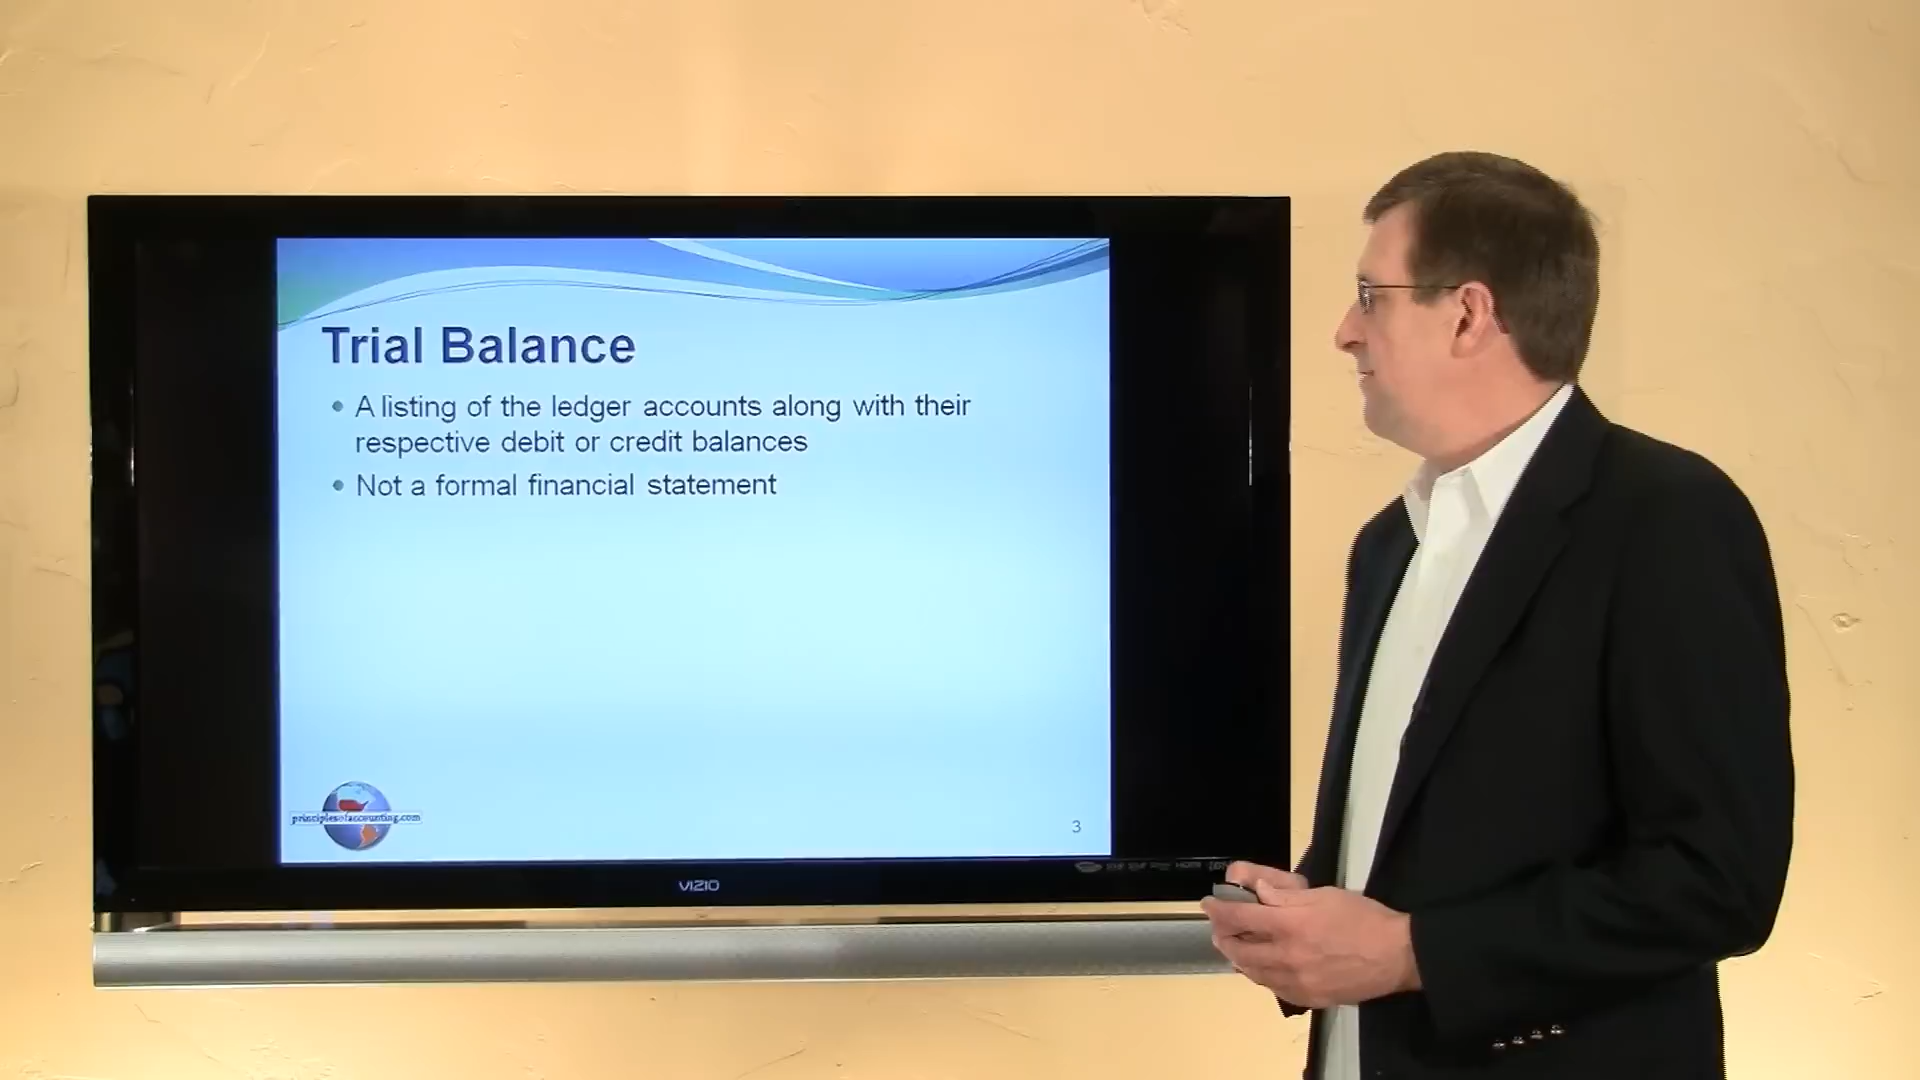 Trial Balance
• A listing of the ledger accounts along with their
respective debit or credit balances
• Not a formal financial statement
principlesofaccounting.com
3
VIZIO